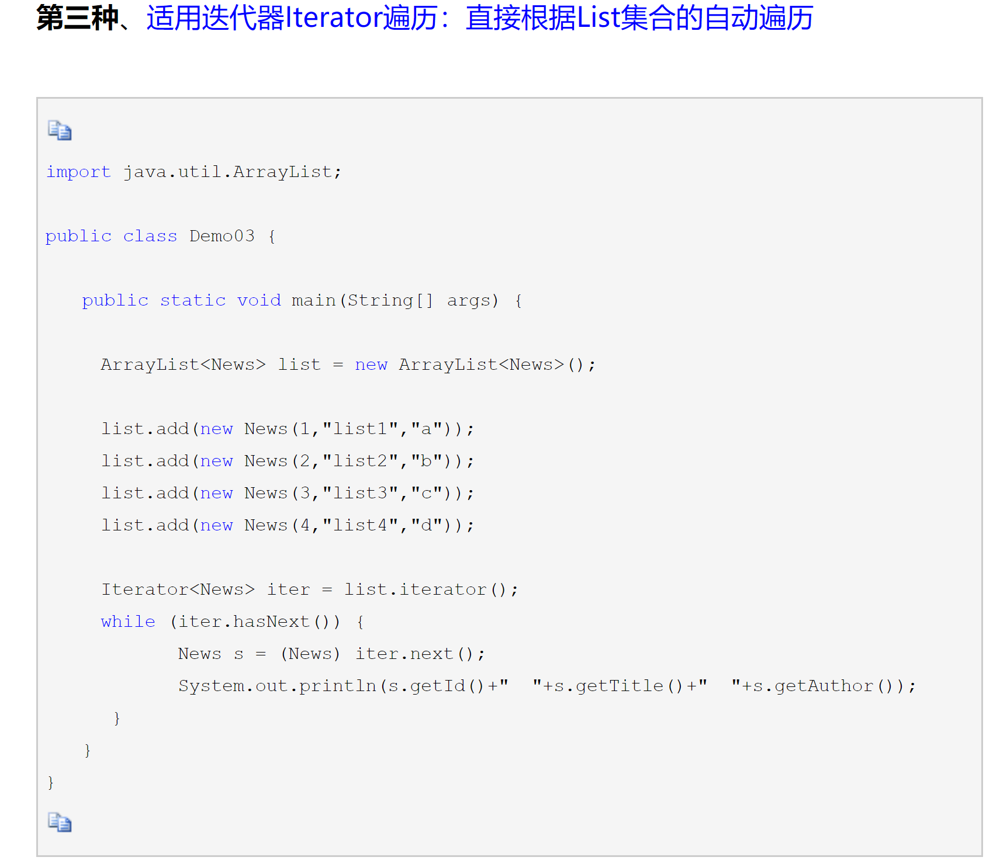 第三种、适用迭代器Iterator遍历：直接根据List集合的自动遍历
import java.util.ArrayList;
public class Demo03 {
public static void main(String[] args) {
ArrayList<News> list = new ArrayList<News>();
list.add(new News(1,"list1","a"));
list.add(new News(2,"list2","b"));
list.add(new News(3,"list3","c"));
list.add(new News(4,"list4","d"));
Iterator<News> iter = list.iterator();
while (iter.hasNext()) {
News s = (News) iter.next();
System.out.println(s.getId()+"  "+s.getTitle()+"  "+s.getAuthor());
}
}
}